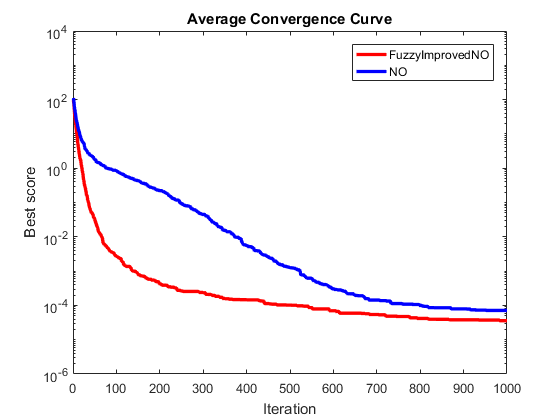 Average Convergence Curve
10^4
10^2
10^0
10^-2
10^-4
10^-6
Best score
FuzzyImprovedNO
NO
0 100 200 300 400 500 600 700 800 900 1000
Iteration